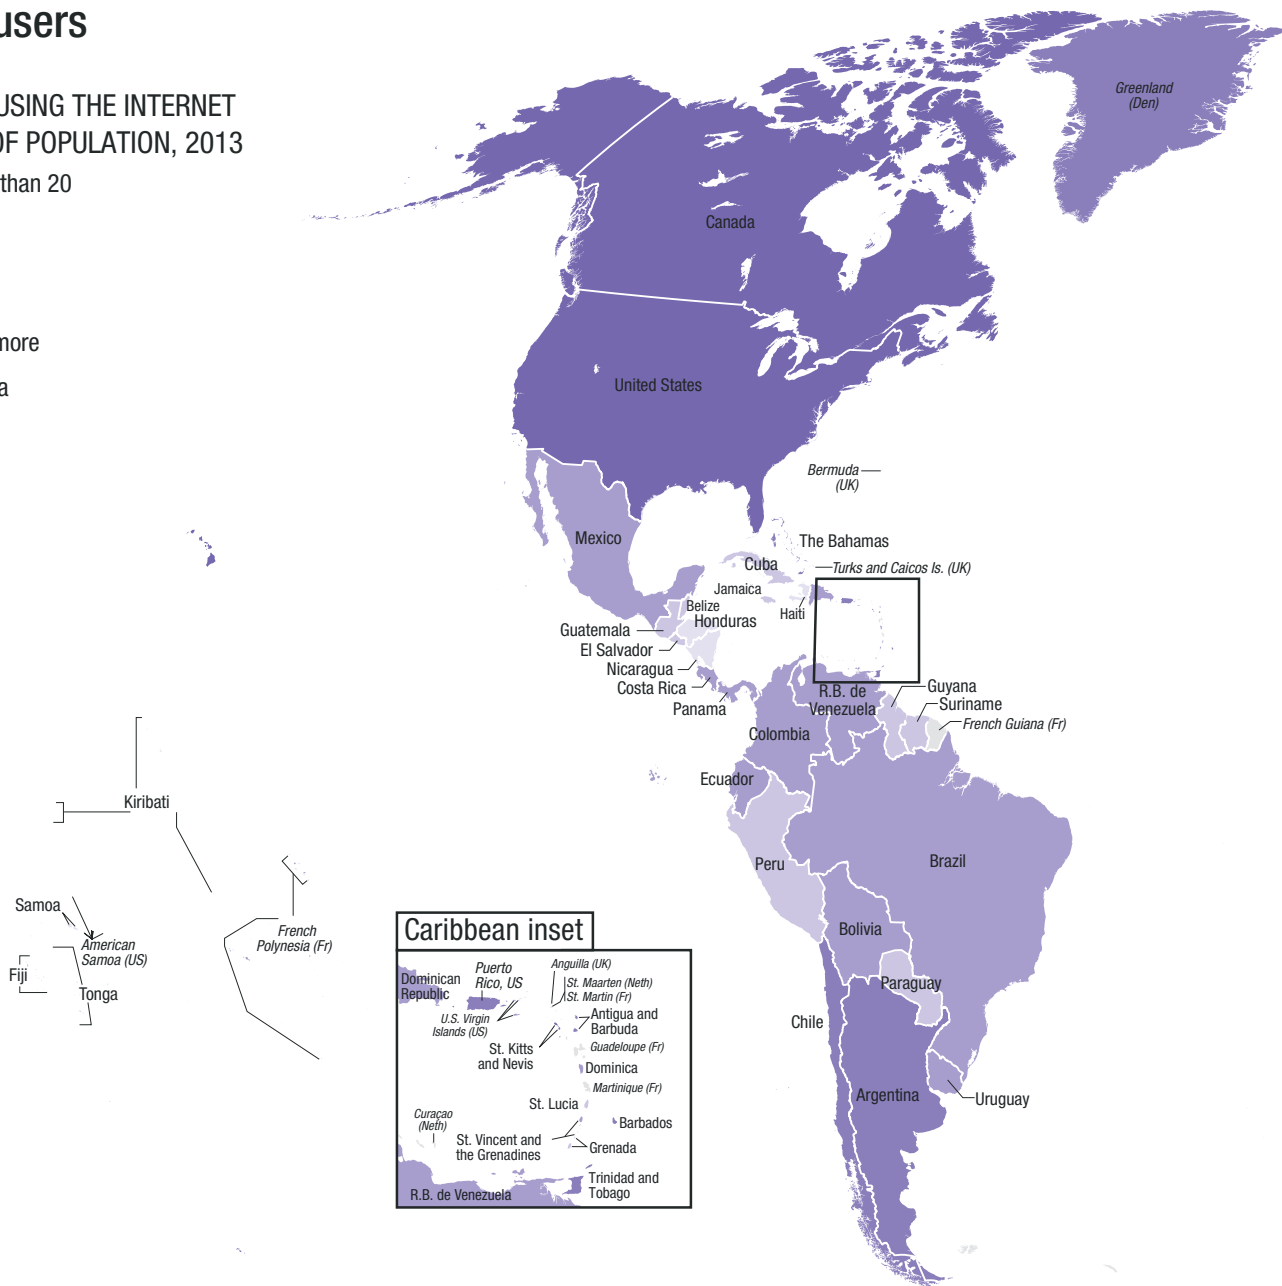 users
USING THE INTERNET
OF POPULATION, 2013
than 20
more
a
Greenland
(Den)
Canada
United States
Bermuda
(UK)
Mexico
The Bahamas
Cuba
Turks and Caicos Is. (UK)
Jamaica
Belize
Haiti
Honduras
Guatemala
El Salvador
Nicaragua
Costa Rica
Panama
R.B. de
Venezuela
Guyana
Suriname
French Guiana (Fr)
Colombia
Ecuador
Kiribati
Peru
Brazil
Samoa
American
Samoa (US)
French
Polynesia (Fr)
Fiji
Tonga
Bolivia
Paraguay
Chile
Argentina
Uruguay
Caribbean inset
Dominican
Republic
Puerto
Rico, US
Anguilla (UK)
St. Maarten (Neth)
St. Martin (Fr)
U.S. Virgin
Islands (US)
Antigua and
Barbuda
St. Kitts
and Nevis
Guadeloupe (Fr)
Dominica
Martinique (Fr)
St. Lucia
Curaçao
(Neth)
Barbados
St. Vincent and
the Grenadines
Grenada
Trinidad and
Tobago
R.B. de Venezuela